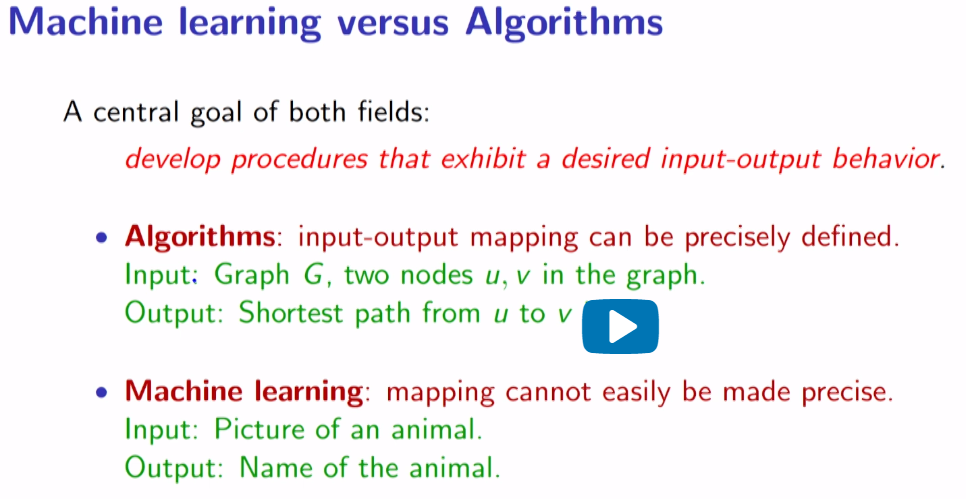 Machine learning versus Algorithms
A central goal of both fields:
develop procedures that exhibit a desired input-output behavior.
• Algorithms: input-output mapping can be precisely defined.
Input: Graph G, two nodes u, v in the graph.
Output: Shortest path from u to v
• Machine learning: mapping cannot easily be made precise.
Input: Picture of an animal.
Output: Name of the animal.